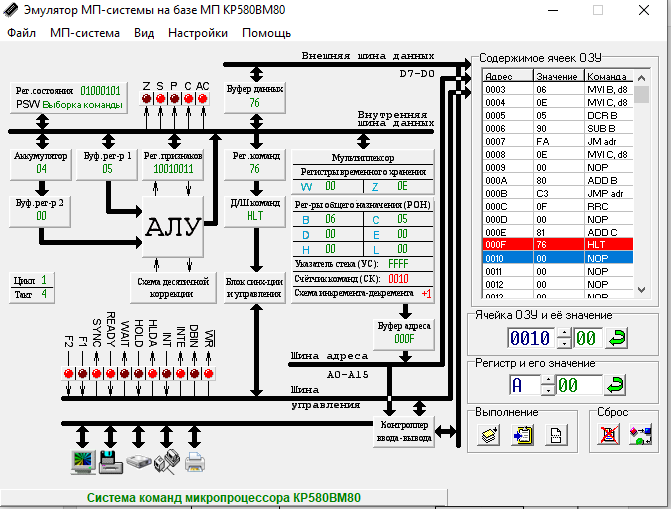 Эмулятор МП-системы на базе МП КР580ВМ80
Файл МП-система Вид Настройки Помощь
Внешняя шина данных
D7-D0
Рег.состояния 01000101
PSW Выборка команды
Z S P C AC
Буфер данных
76
Внутренняя
шина данных
Аккумулятор
04
Буф.рег-р 1
05
Рег.признаков
10010011
Рег.команд
76
Мультиплексор
Регистры временного хранения
W 00 Z 0E
Буф.рег-р 2
00
АЛУ
Д/Ш команд
HLT
Рег-ры общего назначения (РОН)
B 06 C 05
D 00 E 00
H 00 L 00
Указатель стека (УС): FFFF
Счётчик команд (СК): 0010
Схема инкремента-декремента +1
Цикл 1
Такт 4
Схема десятичной
коррекции
Блок синх-ции
и управления
Буфер адреса
000F
F2 F1 SYNC READY WAIT HOLD HLDA INT INTE DBIN WR
Шина адреса
A0-A15
Шина
управления
Контроллер
ввода-вывода
Система команд микропроцессора КР580ВМ80
Содержимое ячеек ОЗУ
Адрес Значение Команда
0003 06 MVI B, d8
0004 0E MVI C, d8
0005 05 DCR B
0006 90 SUB B
0007 FA JM adr
0008 0E MVI C, d8
0009 00 NOP
000A 80 ADD B
000B C3 JMP adr
000C 0F RRC
000D 00 NOP
000E 81 ADD C
000F 76 HLT
0010 00 NOP
0011 00 NOP
0012 00 NOP
Ячейка ОЗУ и её значение
0010 00
Регистр и его значение
A 00
Выполнение
Сброс